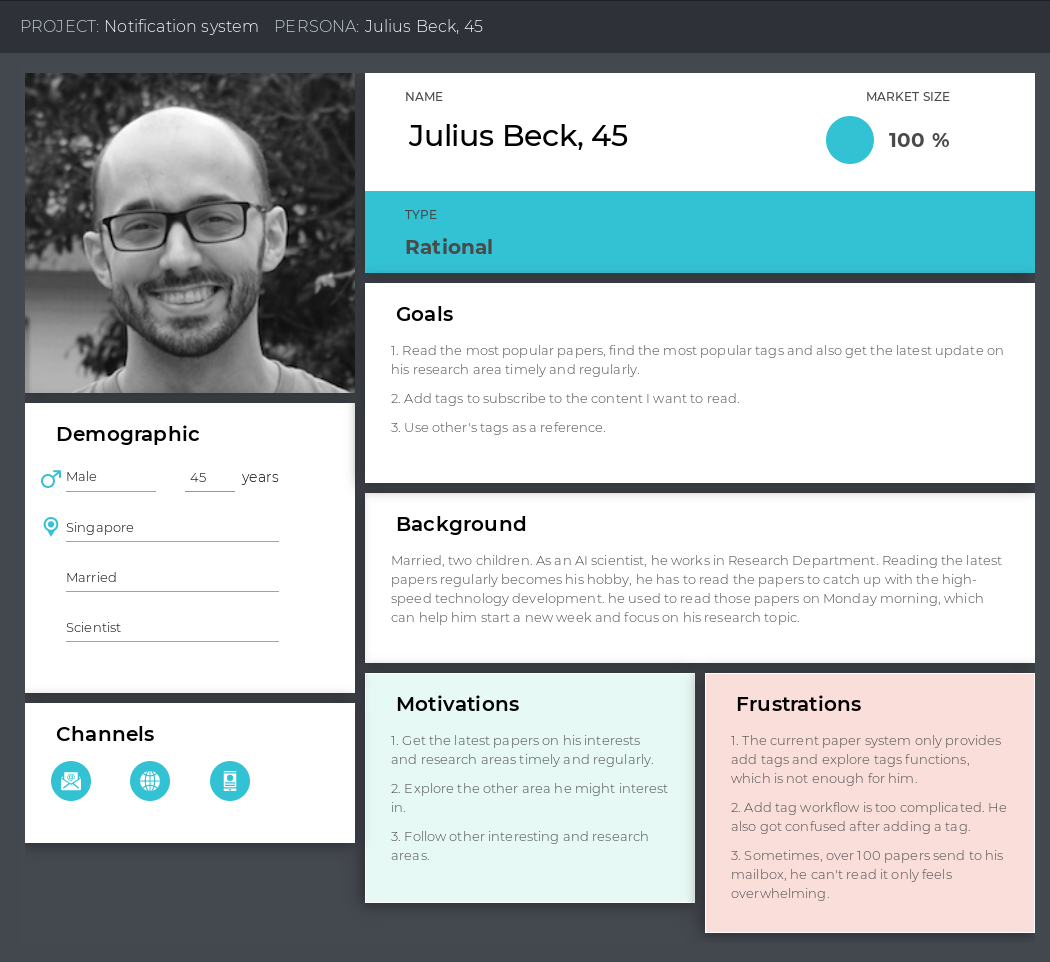 PROJECT: Notification system PERSONA: Julius Beck, 45
NAME
Julius Beck, 45
MARKET SIZE
100 %
TYPE
Rational
Goals
1. Read the most popular papers, find the most popular tags and also get the latest update on
his research area timely and regularly.
2. Add tags to subscribe to the content I want to read.
3. Use other's tags as a reference.
Demographic
Male
45 years
Singapore
Married
Scientist
Background
Married, two children. As an AI scientist, he works in Research Department. Reading the latest
papers regularly becomes his hobby, he has to read the papers to catch up with the high-
speed technology development. he used to read those papers on Monday morning, which
can help him start a new week and focus on his research topic.
Channels
Motivations
1. Get the latest papers on his interests
and research areas timely and regularly.
2. Explore the other area he might interest
in.
3. Follow other interesting and research
areas.
Frustrations
1. The current paper system only provides
add tags and explore tags functions,
which is not enough for him.
2. Add tag workflow is too complicated. He
also got confused after adding a tag.
3. Sometimes, over 100 papers send to his
mailbox, he can't read it only feels
overwhelming.